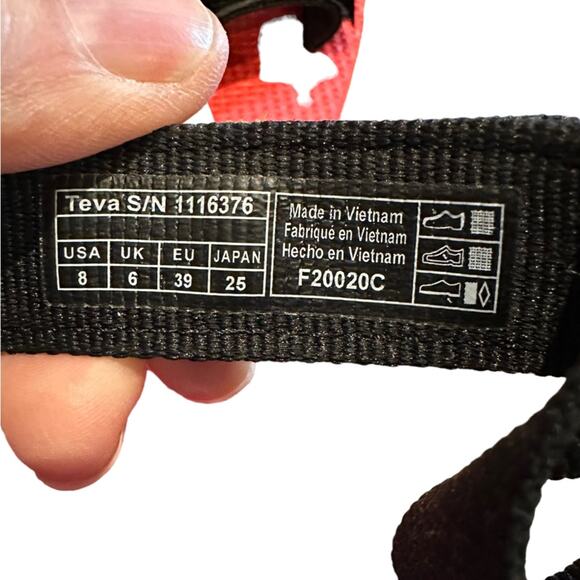 Teva S/N 1116376
USA UK EU JAPAN
8 6 39 25
Made in Vietnam
Fabriqué en Vietnam
Hecho en Vietnam
F20020C